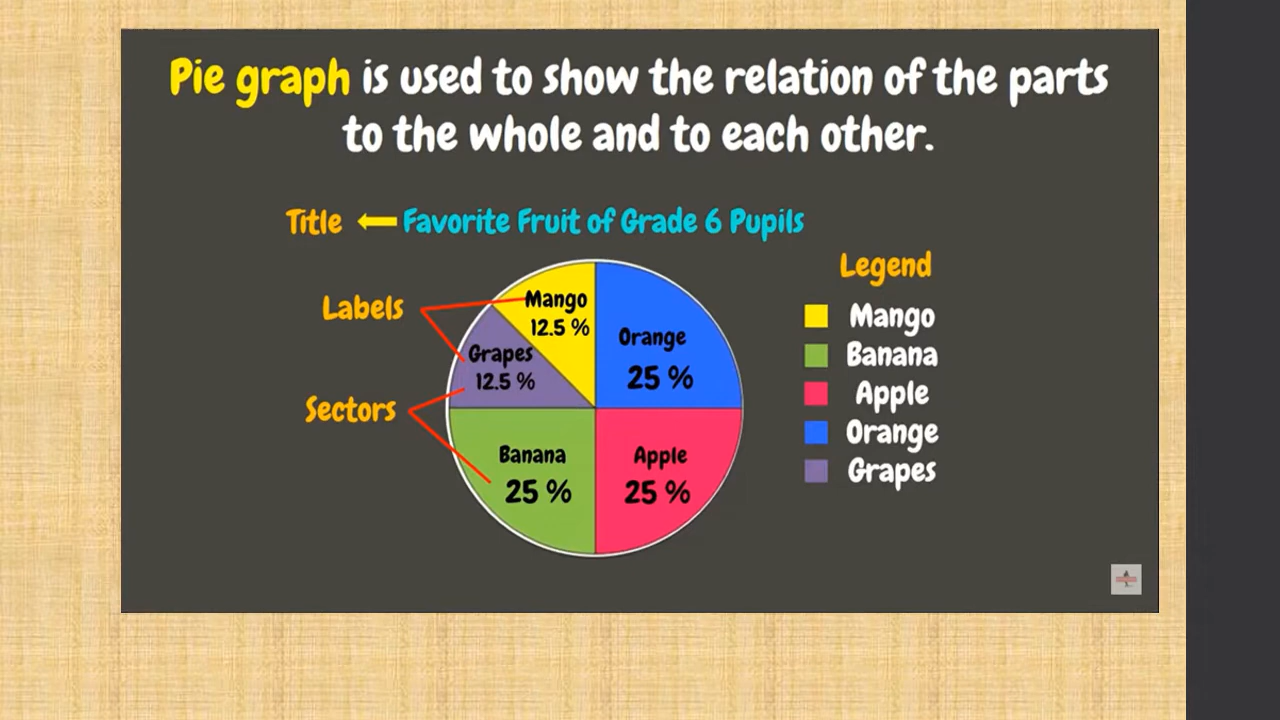 Pie graph is used to show the relation of the parts
to the whole and to each other.
Title
Favorite Fruit of Grade 6 Pupils
Legend
Labels
Sectors
Mango
12.5 %
Orange
25 %
Grapes
12.5 %
Banana
25 %
Apple
25 %
Mango
Banana
Apple
Orange
Grapes